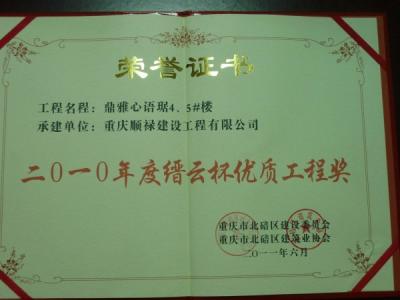 荣誉证书
工程名程：鼎雅心语琚4、5#楼
承建单位：重庆顺禄建设工程有限公司
二0一0年度缙云杯优质工程奖
重庆市北碚区建设委员会
重庆市北碚区建筑业协会
二0一一年六月